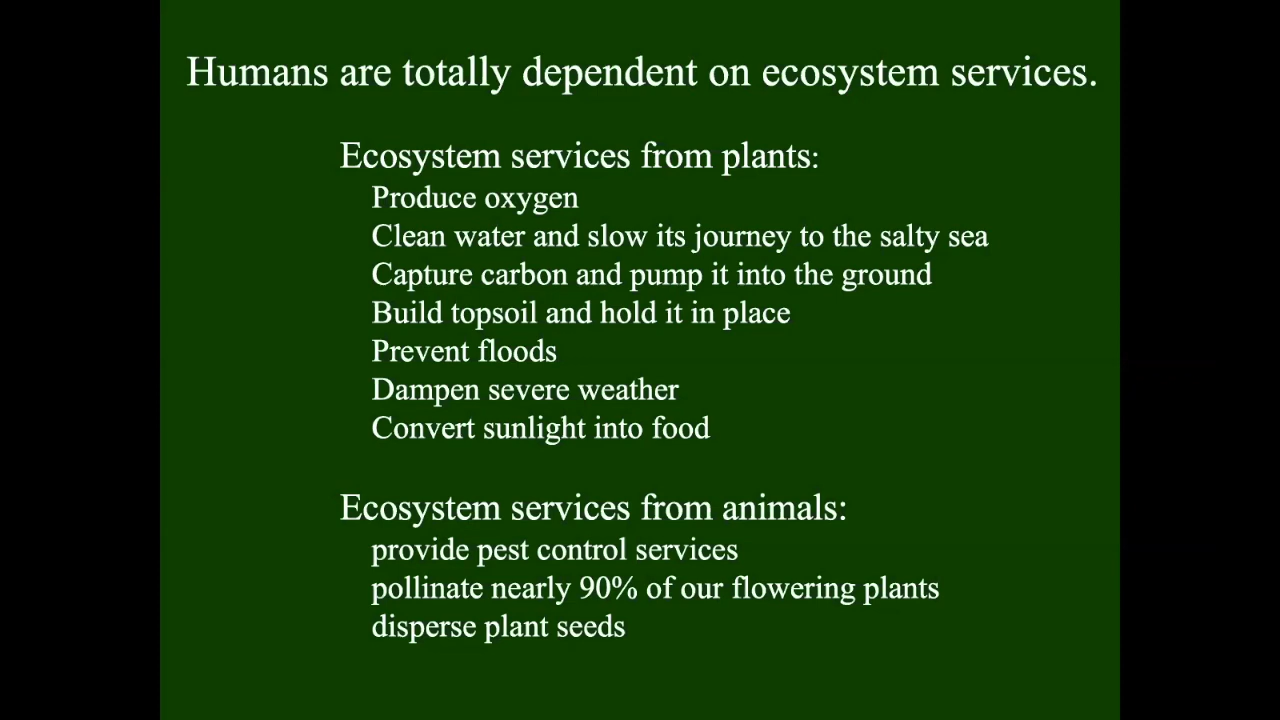 Humans are totally dependent on ecosystem services.
Ecosystem services from plants:
Produce oxygen
Clean water and slow its journey to the salty sea
Capture carbon and pump it into the ground
Build topsoil and hold it in place
Prevent floods
Dampen severe weather
Convert sunlight into food
Ecosystem services from animals:
provide pest control services
pollinate nearly 90% of our flowering plants
disperse plant seeds